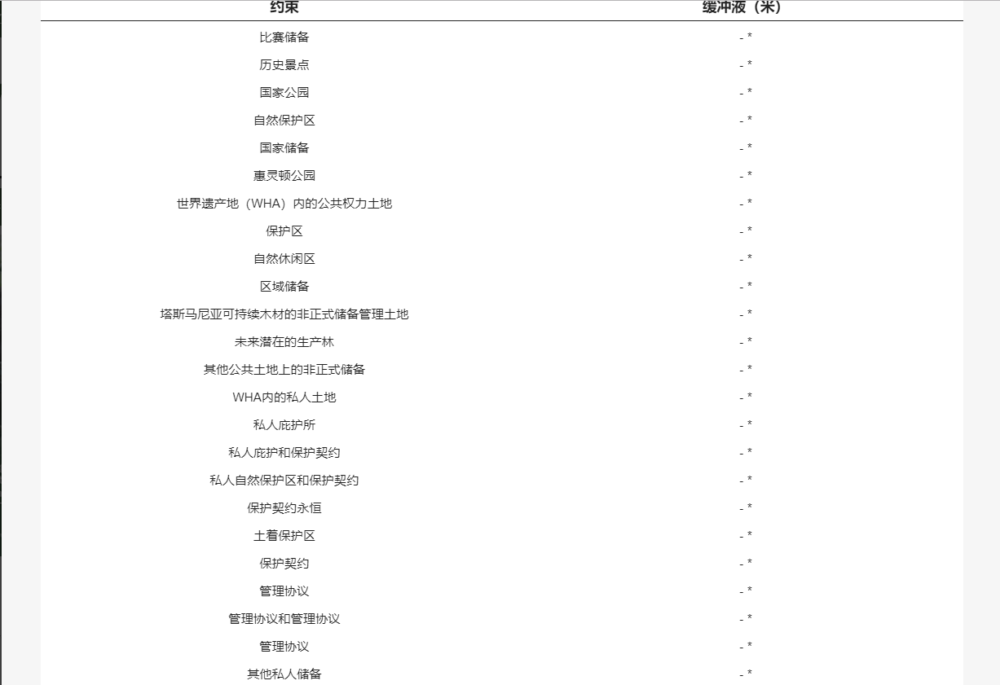 约束 缓冲液（米）
比赛储备 - *
历史景点 - *
国家公园 - *
自然保护区 - *
国家储备 - *
惠灵顿公园 - *
世界遗产地（WHA）内的公共权力土地 - *
保护区 - *
自然休闲区 - *
区域储备 - *
塔斯马尼亚可持续木材的非正式储备管理土地 - *
未来潜在的生产林 - *
其他公共土地上的非正式储备 - *
WHA内的私人土地 - *
私人庇护所 - *
私人庇护和保护契约 - *
私人自然保护区和保护契约 - *
保护契约永恒 - *
土着保护区 - *
保护契约 - *
管理协议 - *
管理协议和管理协议 - *
管理协议 - *
其他私人储备 - *